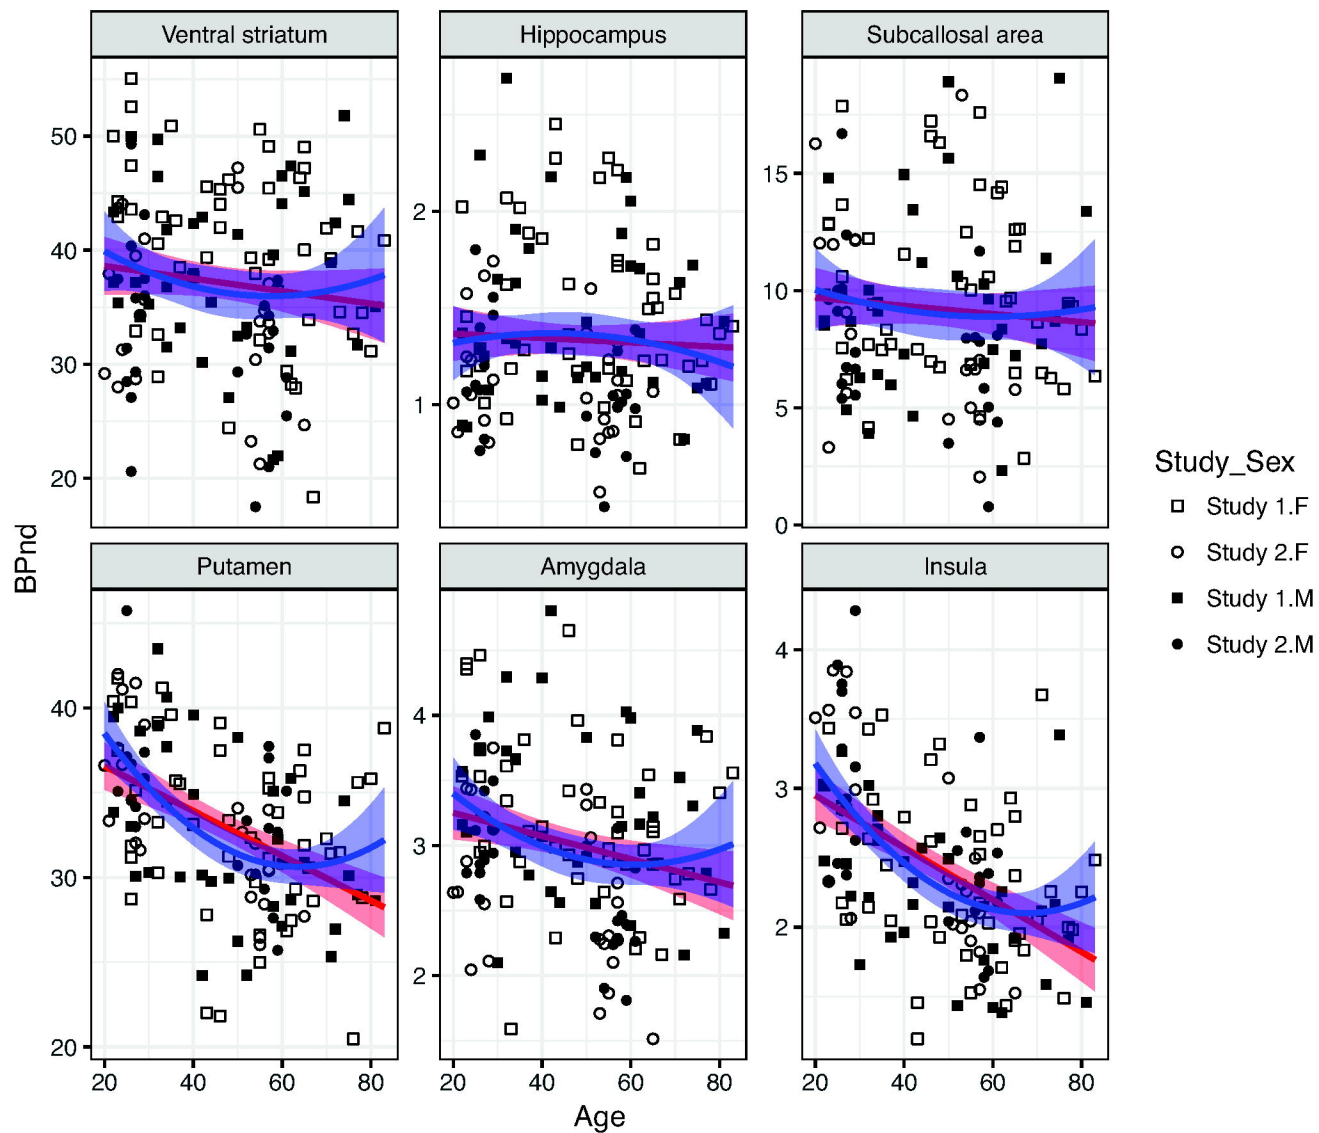 Ventral striatum
Hippocampus
Subcallosal area
50
40
30
20
2
1
15
10
5
0
BPnd
Putamen
Amygdala
Insula
40
30
20
4
3
2
4
3
2
20 40 60 80
20 40 60 80
20 40 60 80
Age
Study_Sex
Study 1.F
Study 2.F
Study 1.M
Study 2.M